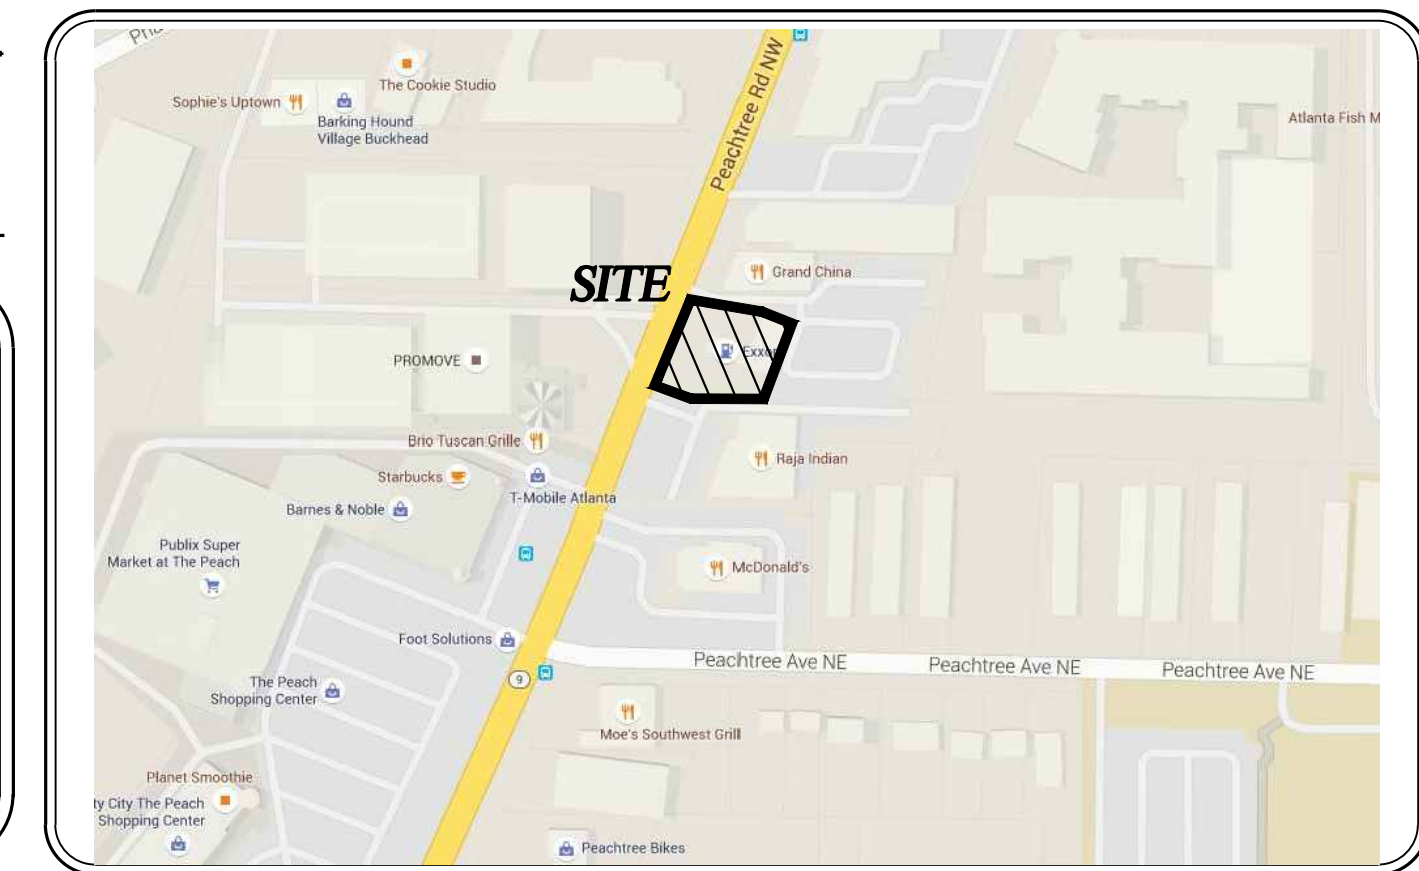 The Cookie Studio
Sophie's Uptown
Barking Hound
Village Buckhead
Peachtree Rd NW
Atlanta Fish M
SITE
Grand China
Exxon
PROMOVE
Brio Tuscan Grille
Raja Indian
Starbucks
T-Mobile Atlanta
Barnes & Noble
Publix Super
Market at The Peach
McDonald's
Foot Solutions
Peachtree Ave NE
Peachtree Ave NE
Peachtree Ave NE
9
The Peach
Shopping Center
Moe's Southwest Grill
Planet Smoothie
ty City The Peach
Shopping Center
Peachtree Bikes